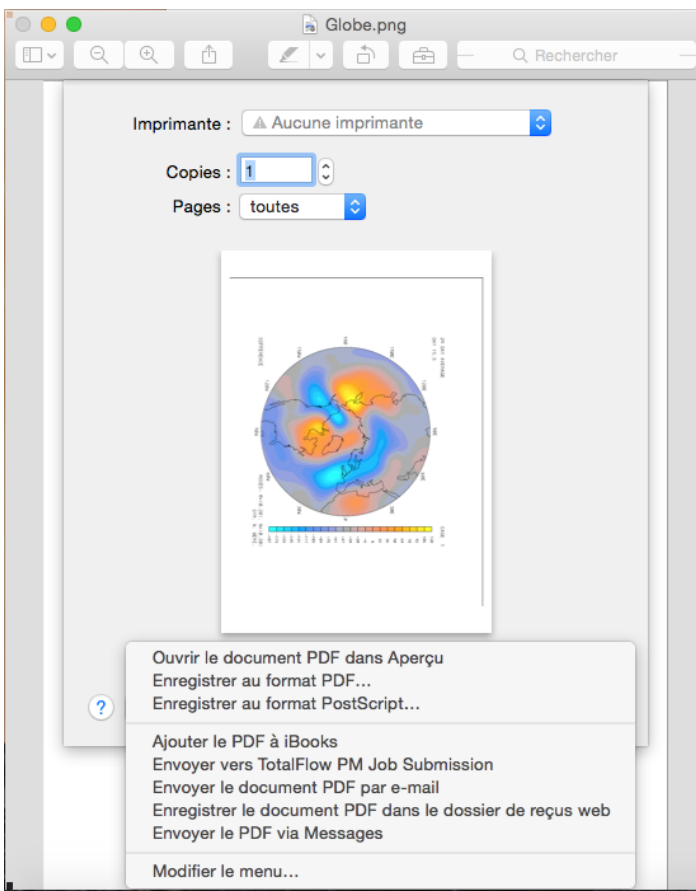 Globe.png
Rechercher
Imprimante : Aucune imprimante
Copies : 1
Pages : toutes
?
Ouvrir le document PDF dans Aperçu
Enregistrer au format PDF...
Enregistrer au format PostScript...
Ajouter le PDF à iBooks
Envoyer vers TotalFlow PM Job Submission
Envoyer le document PDF par e-mail
Enregistrer le document PDF dans le dossier de reçus web
Envoyer le PDF via Messages
Modifier le menu...